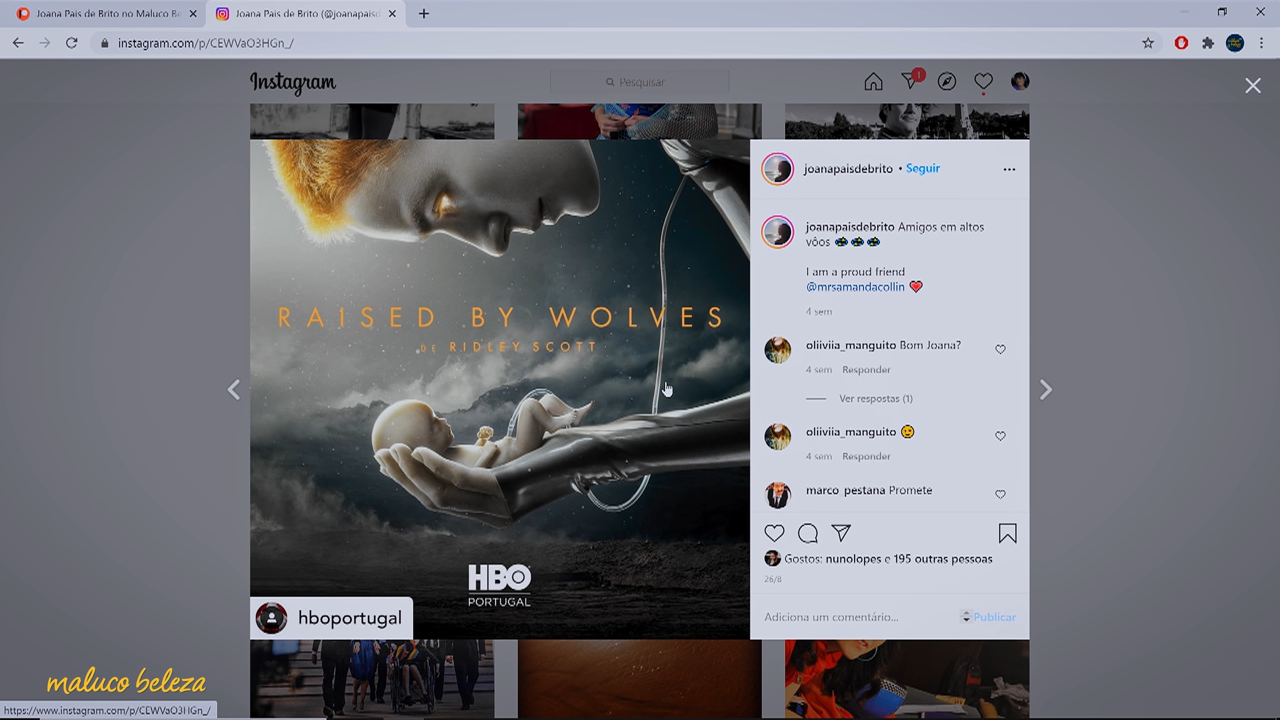 Joana Pais de Brito no Maluco Be
Joana Pais de Brito (@joanapaisd
instagram.com/p/CEWVaO3HGn_/
Instagram
Pesquisar
1
RAISED BY WOLVES
DE RIDLEY SCOTT
HBO
PORTUGAL
hboportugal
joanapaisdebrito • Seguir
joanapaisdebrito Amigos em altos
vôos
I am a proud friend
@mrsamandacollin
4 sem
oliiviia_manguito Bom Joana?
4 sem Responder
Ver respostas (1)
oliiviia_manguito
4 sem Responder
marco_pestana Promete
Gostos: nunolopes e 195 outras pessoas
26/8
Adiciona um comentário... Publicar
maluco beleza
https://www.instagram.com/p/CEWVaO3HGn_/